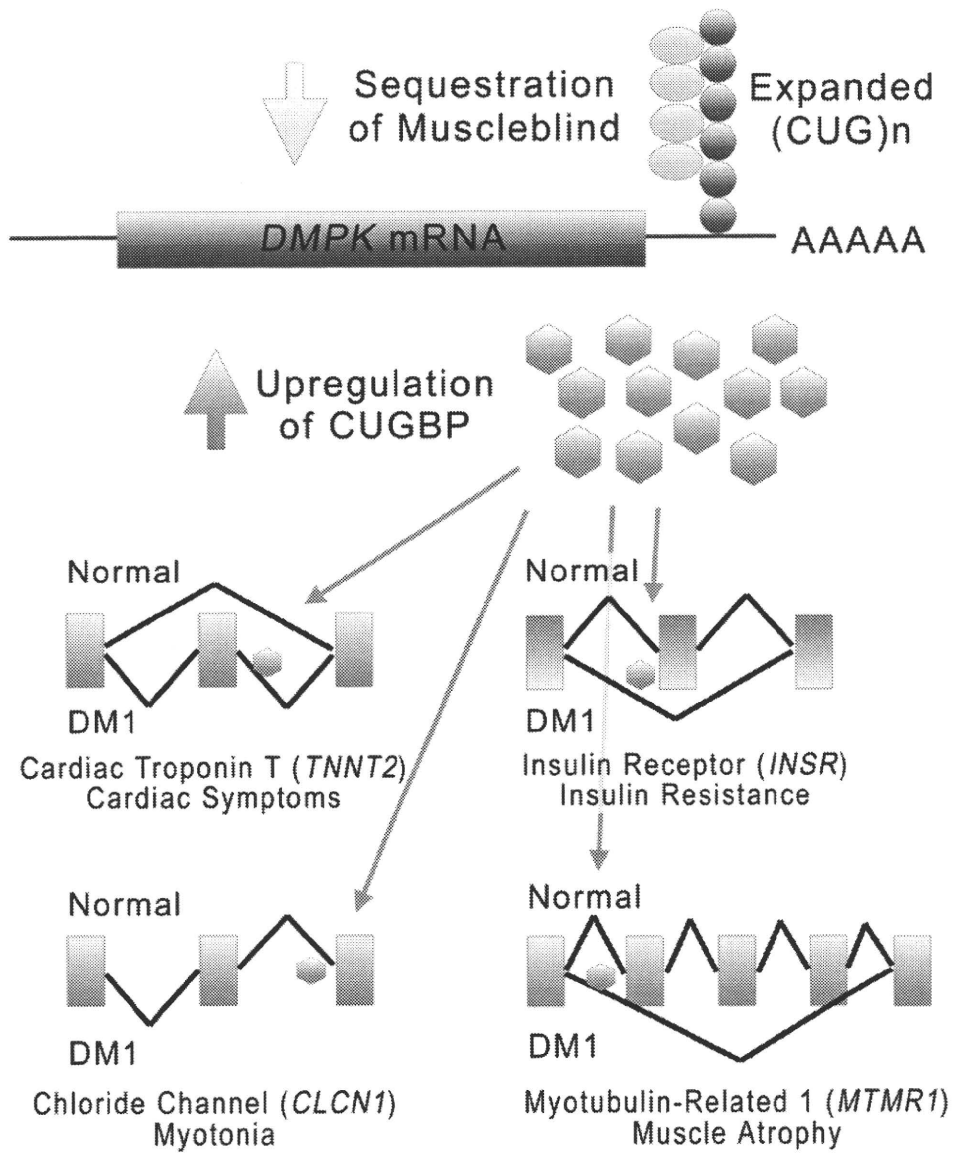 Sequestration
of Muscleblind
Expanded
(CUG)n
DMPK mRNA
AAAAA
Upregulation
of CUGBP
Normal
DM1
Cardiac Troponin T (TNNT2)
Cardiac Symptoms
Normal
DM1
Insulin Receptor (INSR)
Insulin Resistance
Normal
DM1
Chloride Channel (CLCN1)
Myotonia
Normal
DM1
Myotubulin-Related 1 (MTMR1)
Muscle Atrophy